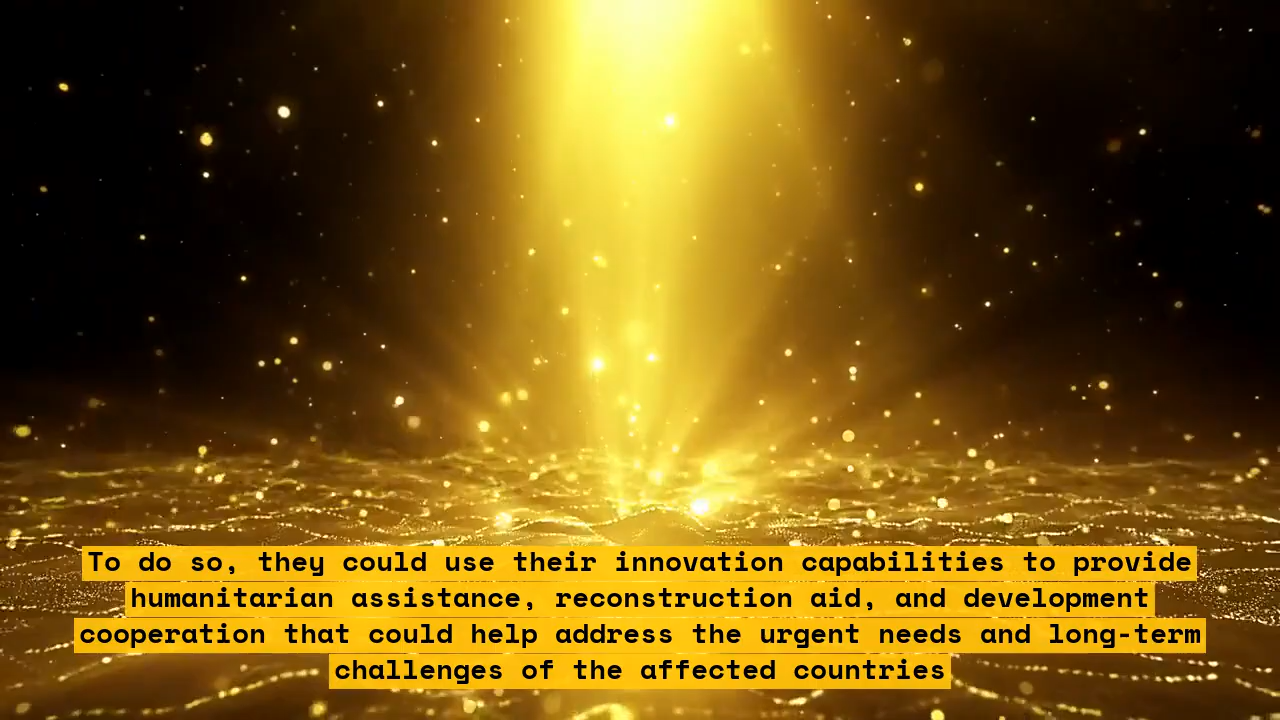 To do so, they could use their innovation capabilities to provide
humanitarian assistance, reconstruction aid, and development
cooperation that could help address the urgent needs and long-term
challenges of the affected countries